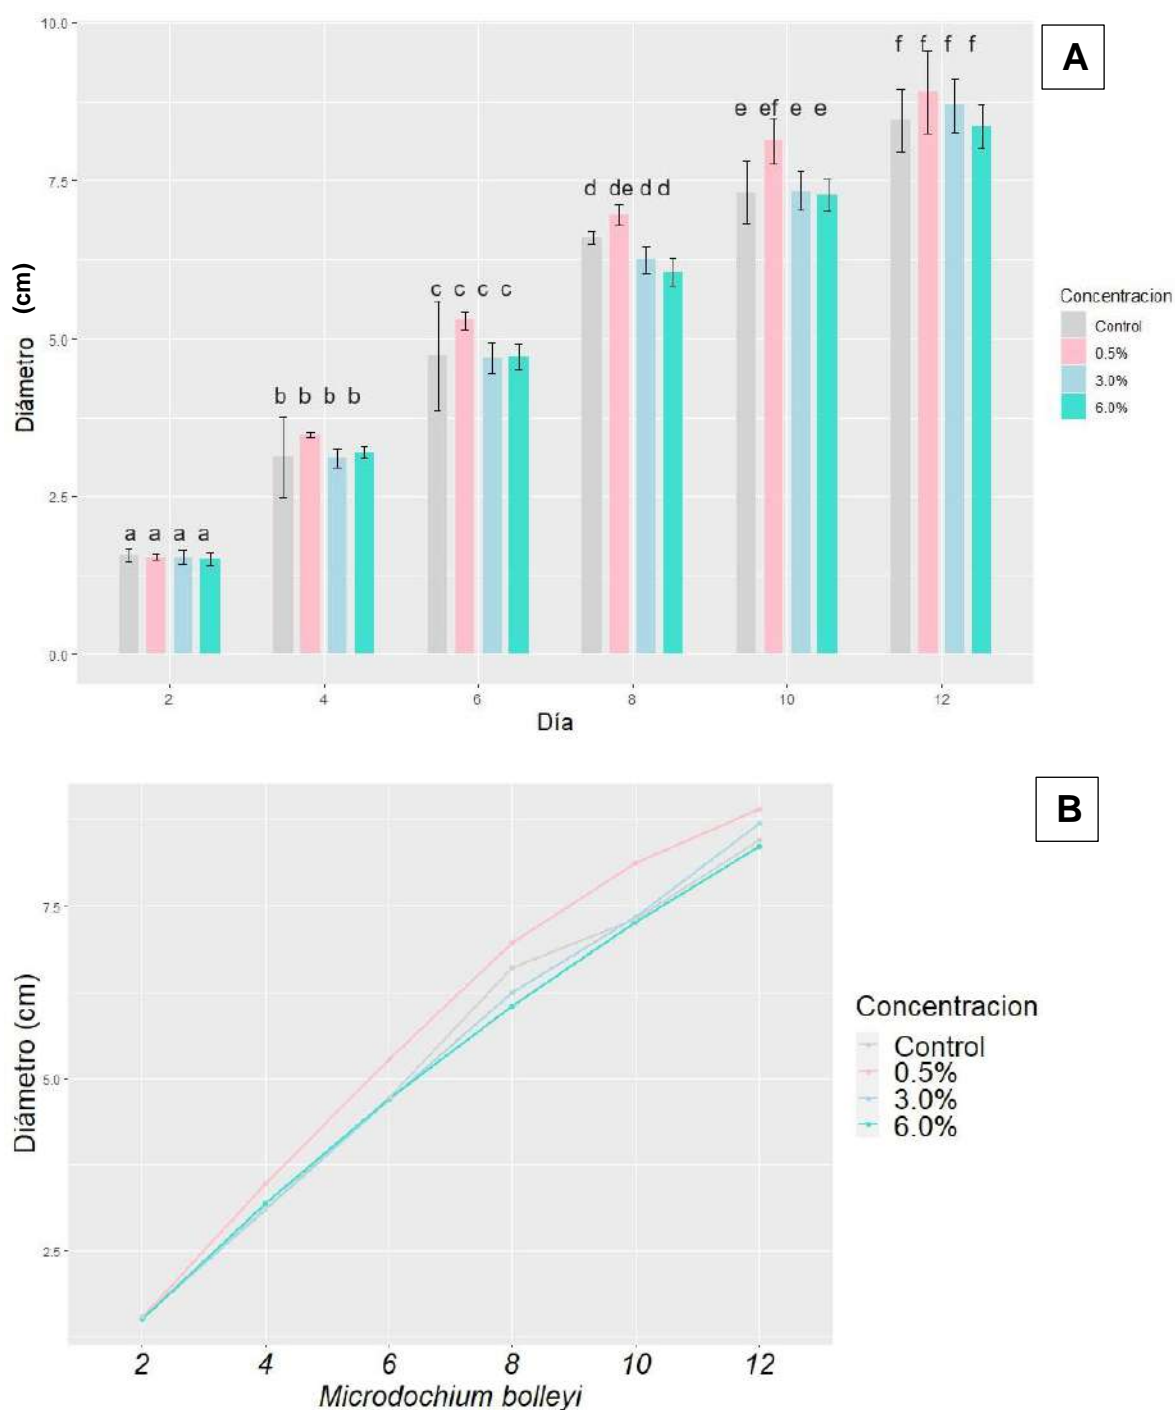 10.0
A
f f f f
e ef e e
7.5
d de d d
Diámetro (cm)
c c c c
5.0
Concentracion
Control
0.5%
3.0%
6.0%
b b b b
2.5
a a a a
0.0
2 4 6 8 10 12
Día
B
7.5
Diámetro (cm)
5.0
Concentracion
Control
0.5%
3.0%
6.0%
2.5
2 4 6 8 10 12
Microdochium bolleyi